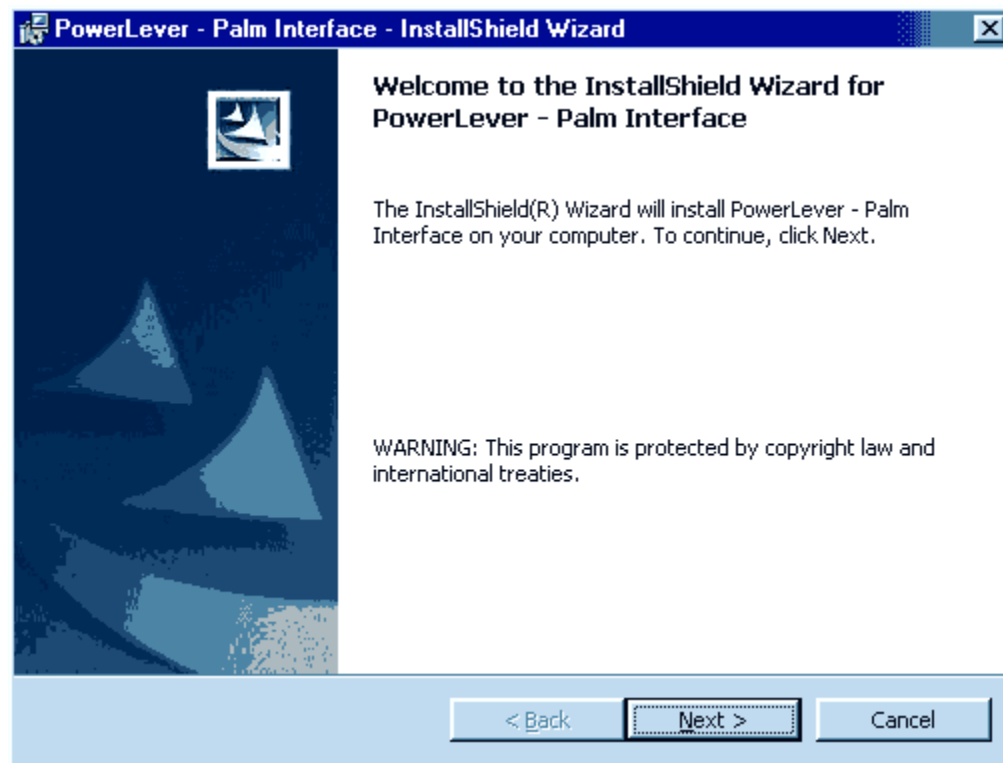 PowerLever - Palm Interface - InstallShield Wizard
Welcome to the InstallShield Wizard for
PowerLever - Palm Interface
The InstallShield(R) Wizard will install PowerLever - Palm
Interface on your computer. To continue, click Next.
WARNING: This program is protected by copyright law and
international treaties.
< Back
Next >
Cancel